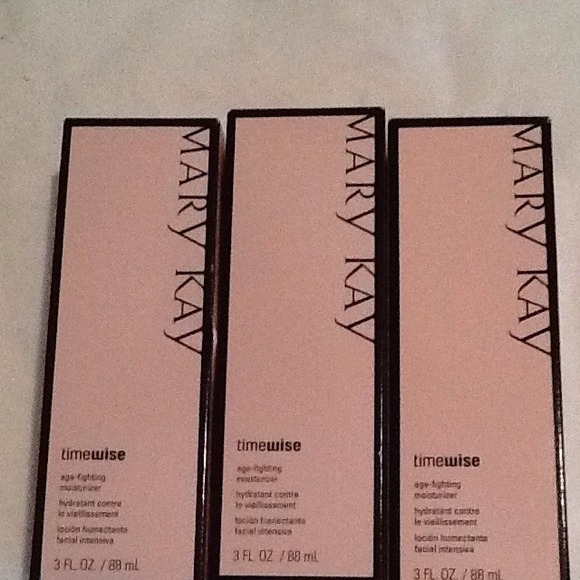 MARY KAY
timewise
age-fighting
moisturizer
hydratant contre
le vieillissement
loción humectante
facial intensiva
3 FL. OZ. / 88 mL
MARY KAY
timewise
age-fighting
moisturizer
hydratant contre
le vieillissement
loción humectante
facial intensiva
3 FL. OZ. / 88 mL
MARY KAY
timewise
age-fighting
moisturizer
hydratant contre
le vieillissement
loción humectante
facial intensiva
3 FL. OZ. / 88 mL